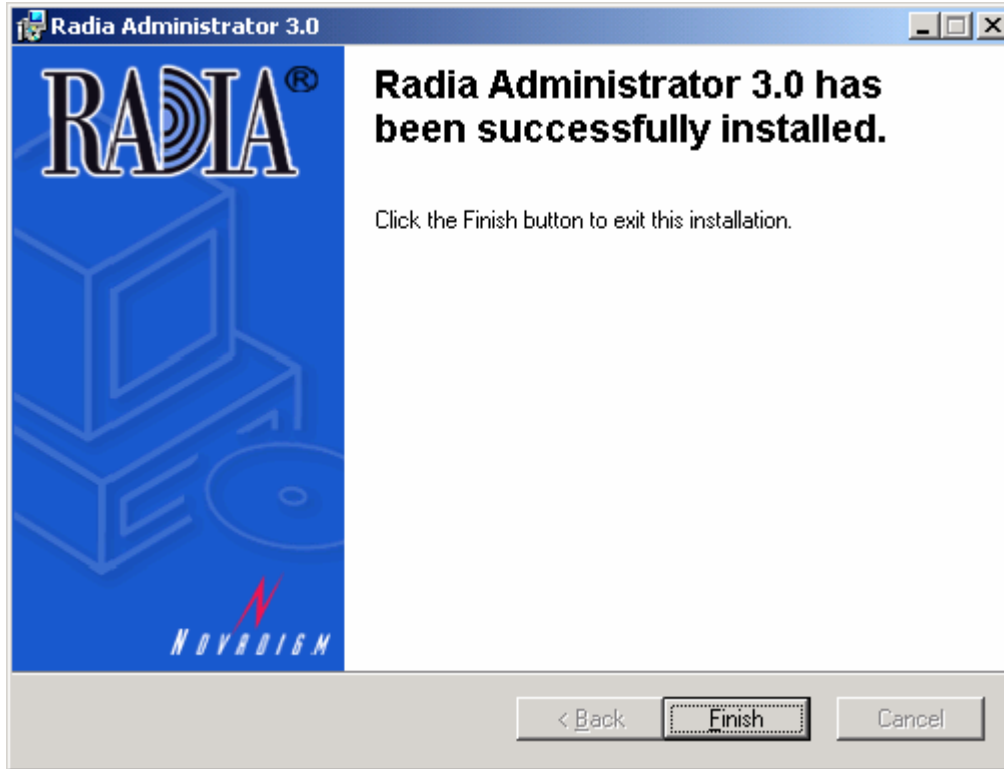 Radia Administrator 3.0
RADIA®
Radia Administrator 3.0 has
been successfully installed.
Click the Finish button to exit this installation.
NOVADIGM
< Back
Finish
Cancel